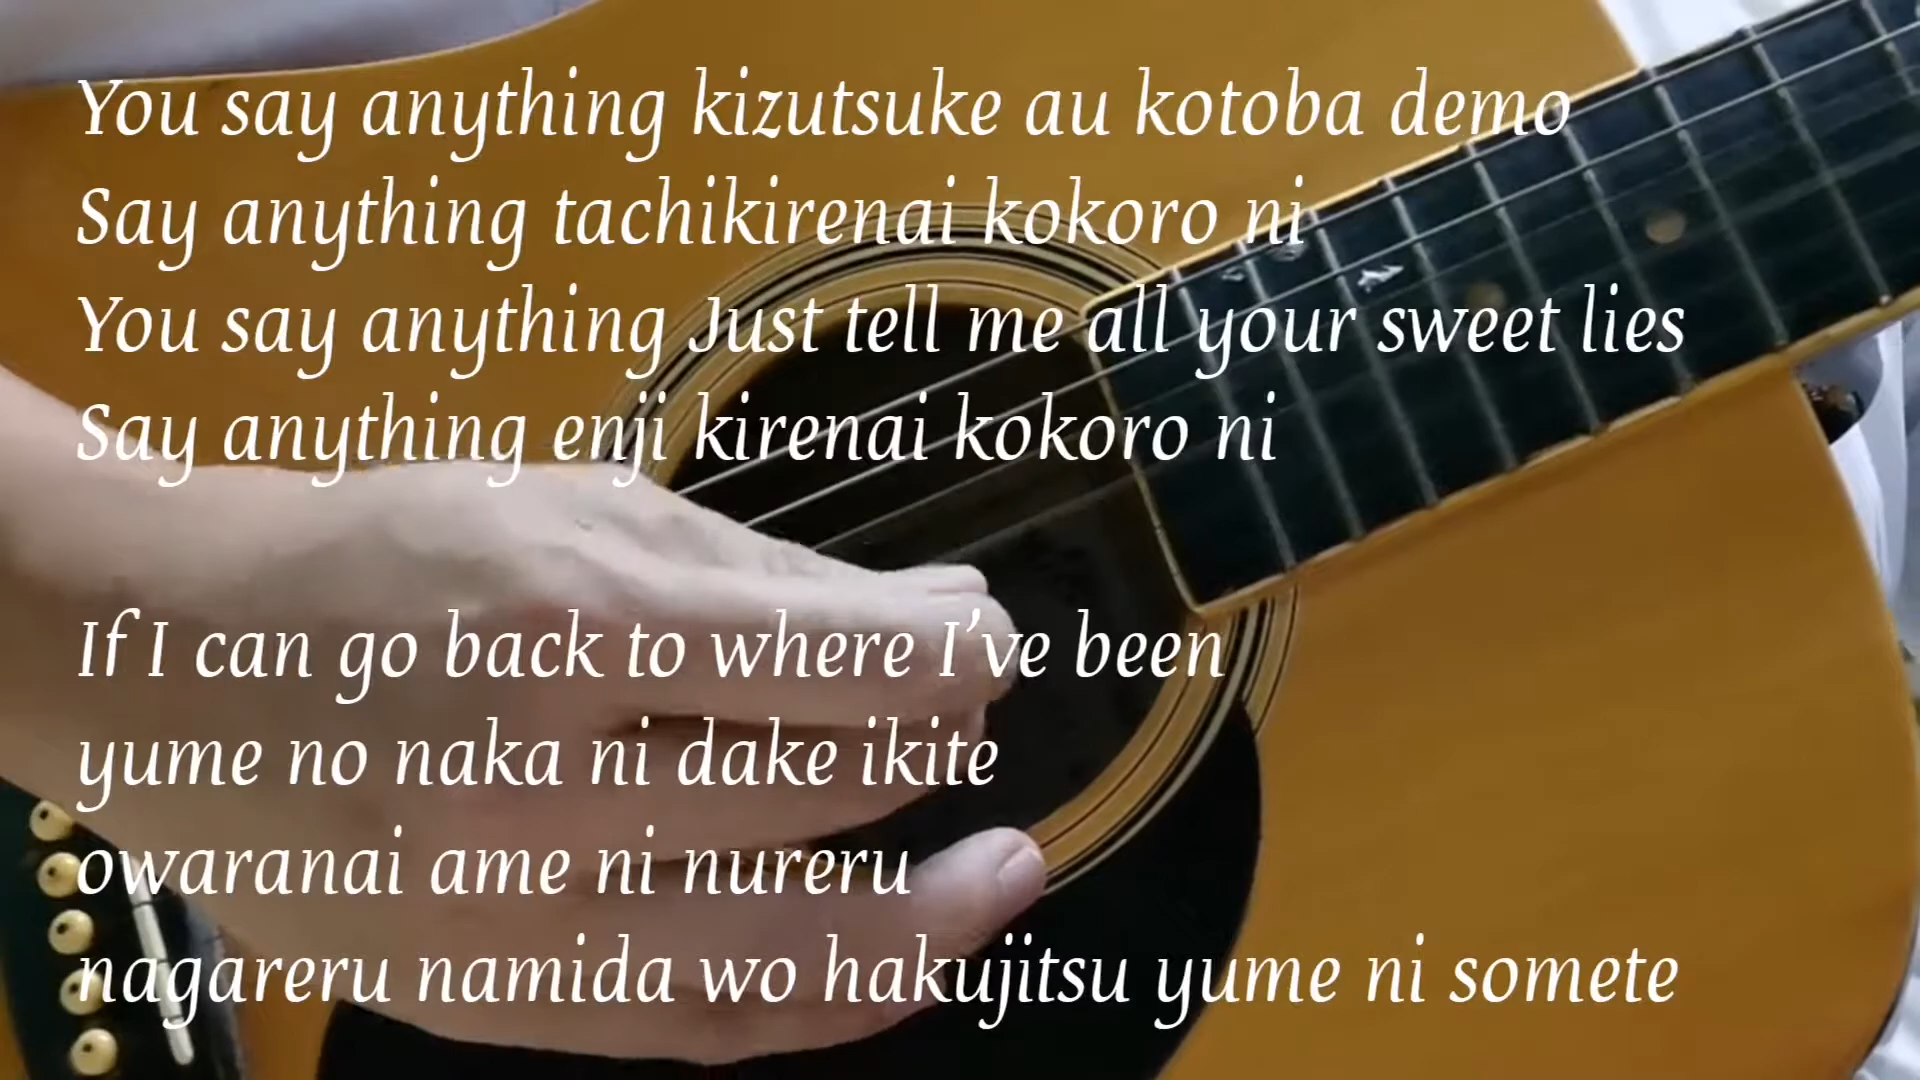 You say anything kizutsuke au kotoba demo
Say anything tachikirenai kokoro ni
You say anything Just tell me all your sweet lies
Say anything enji kirenai kokoro ni
If I can go back to where I've been
yume no naka ni dake ikite
owaranai ame ni nureru
nagareru namida wo hakujitsu yume ni somete